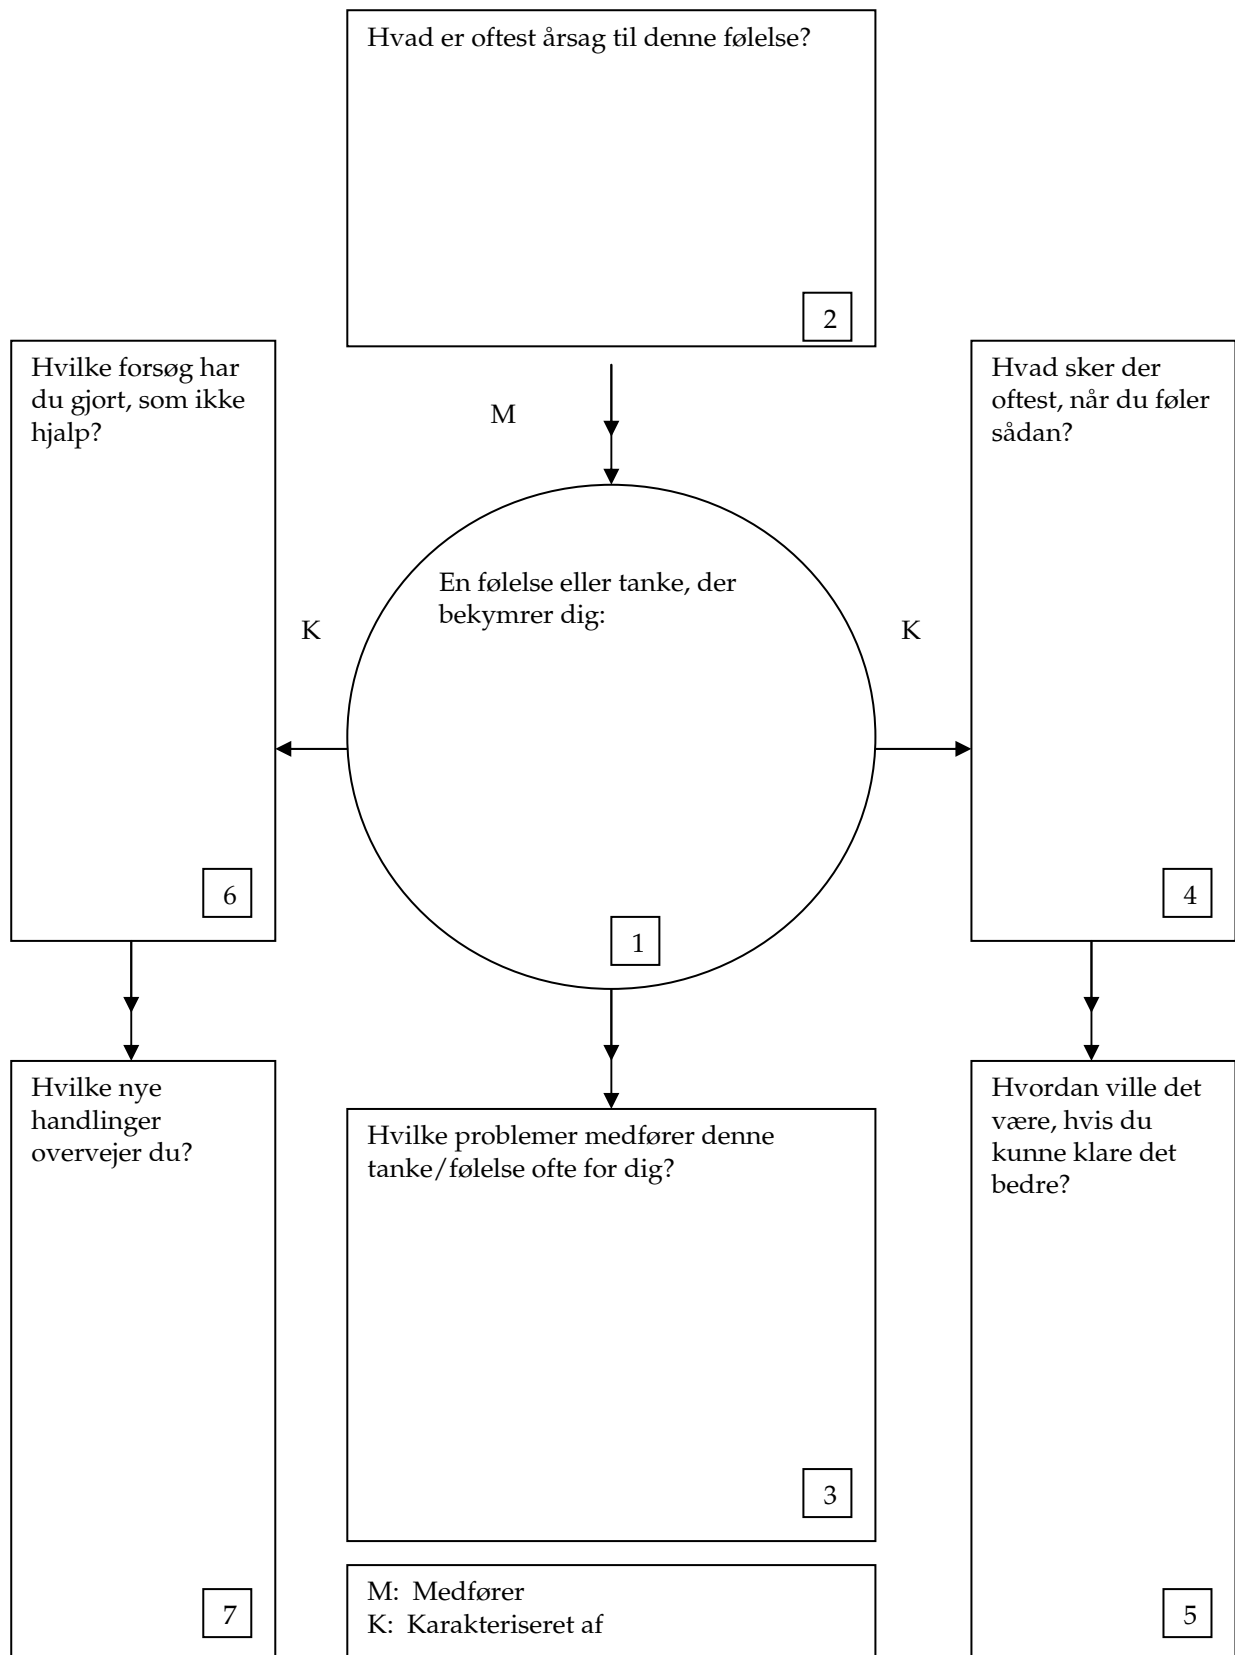 Hvad er oftest årsag til denne følelse?
2
Hvilke forsøg har
du gjort, som ikke
hjalp?
6
M
Hvad sker der
oftest, når du føler
sådan?
4
K
En følelse eller tanke, der
bekymrer dig:
1
K
Hvilke nye
handlinger
overvejer du?
7
Hvilke problemer medfører denne
tanke/følelse ofte for dig?
3
Hvordan ville det
være, hvis du
kunne klare det
bedre?
5
M: Medfører
K: Karakteriseret af